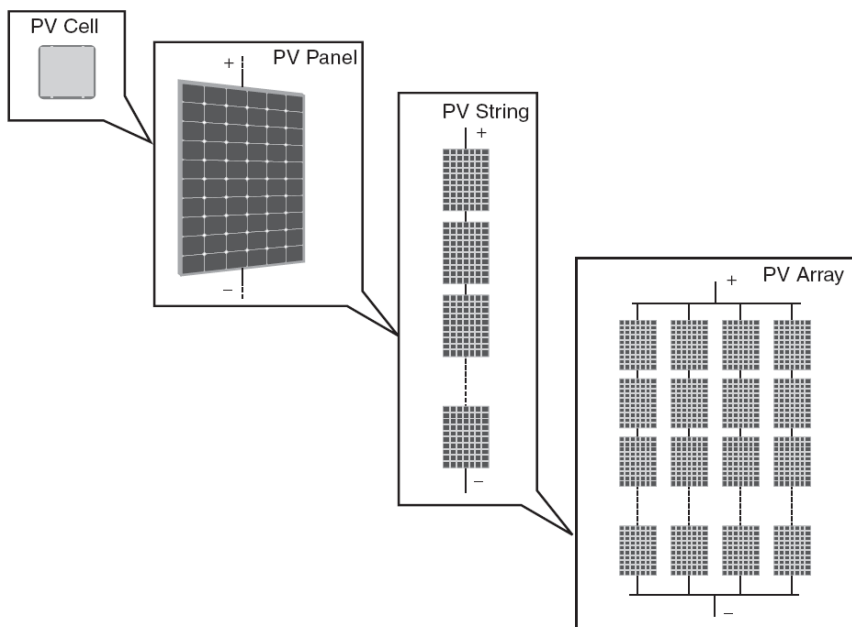 PV Cell
PV Panel
+
–
PV String
+
–
PV Array
+
–